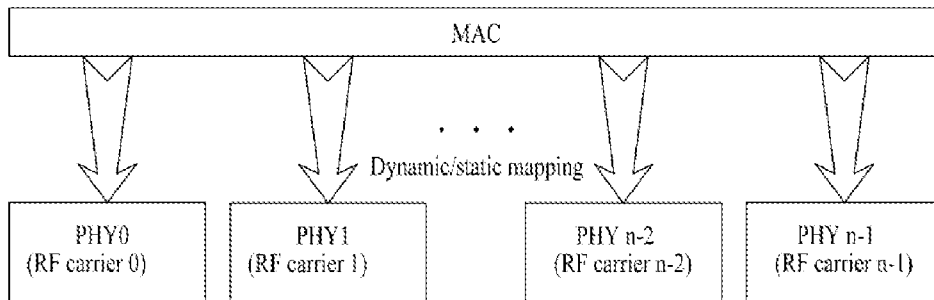 MAC
. . .
Dynamic/static mapping
PHY0
(RF carrier 0)
PHY1
(RF carrier 1)
PHY n-2
(RF carrier n-2)
PHY n-1
(RF carrier n-1)